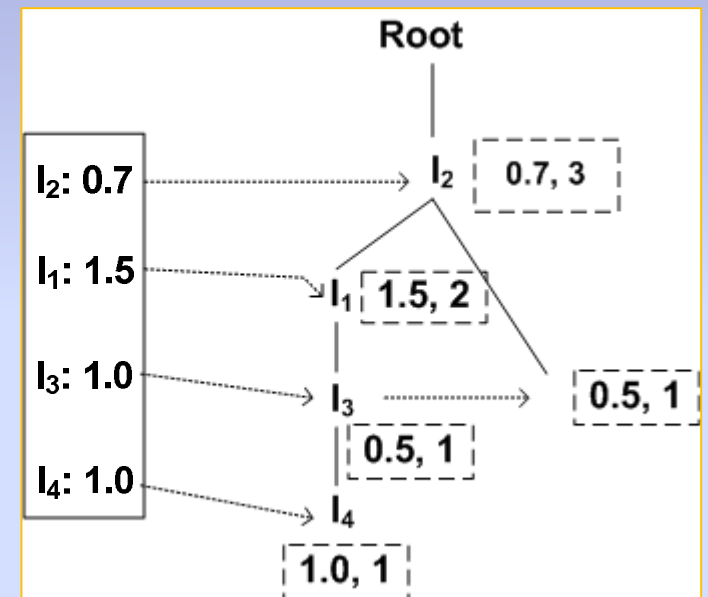 Root
I₂: 0.7
I₂
0.7, 3
I₁: 1.5
I₁
1.5, 2
I₃: 1.0
I₃
0.5, 1
0.5, 1
I₄: 1.0
I₄
1.0, 1